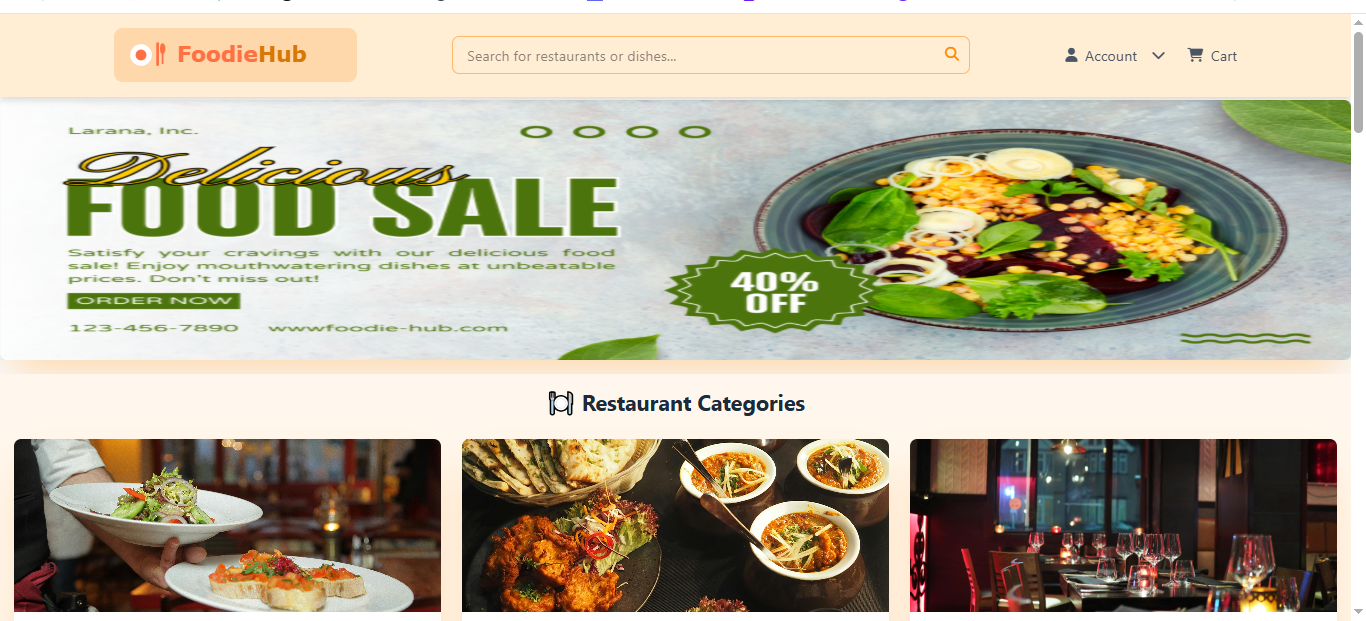 FoodieHub
Search for restaurants or dishes...
Account
Cart
Larana, Inc.
Delicious
FOOD SALE
Satisfy your cravings with our delicious food
sale! Enjoy mouthwatering dishes at unbeatable
prices. Don't miss out!
ORDER NOW
123-456-7890 wwwfoodie-hub.com
40%
OFF
Restaurant Categories